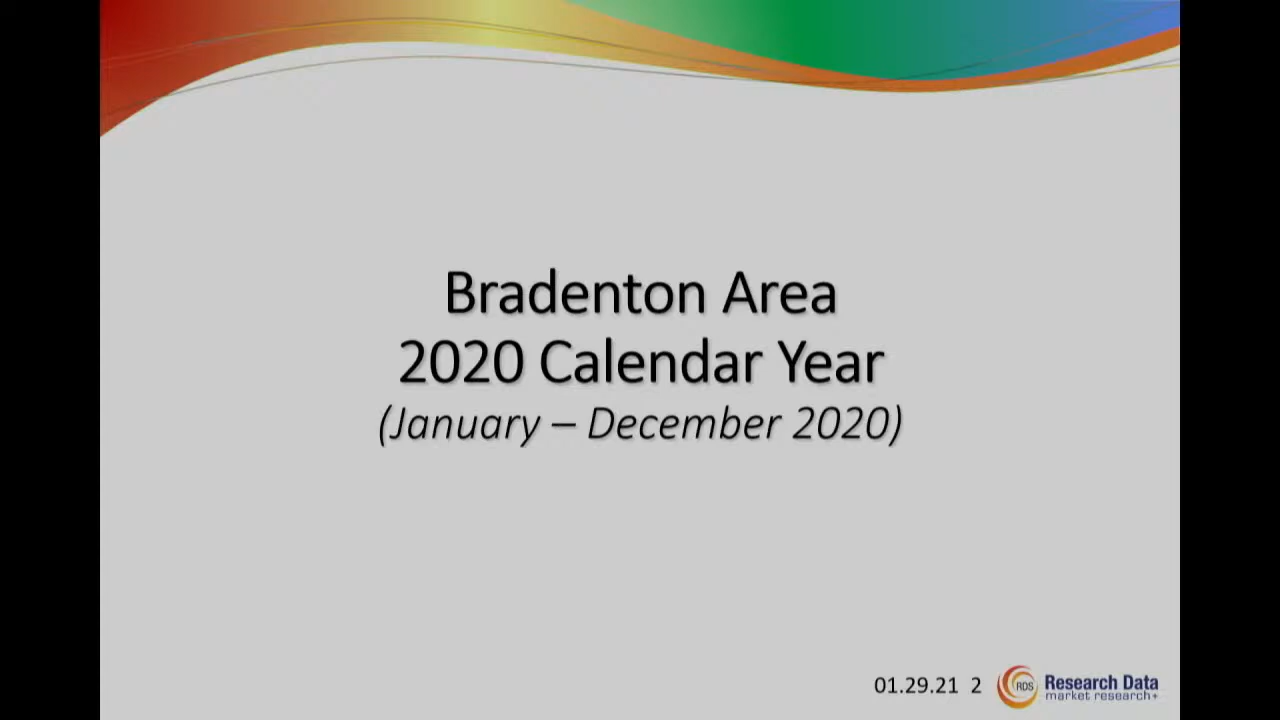 Bradenton Area
2020 Calendar Year
(January – December 2020)
01.29.21 2
RDS
Research Data
market research+